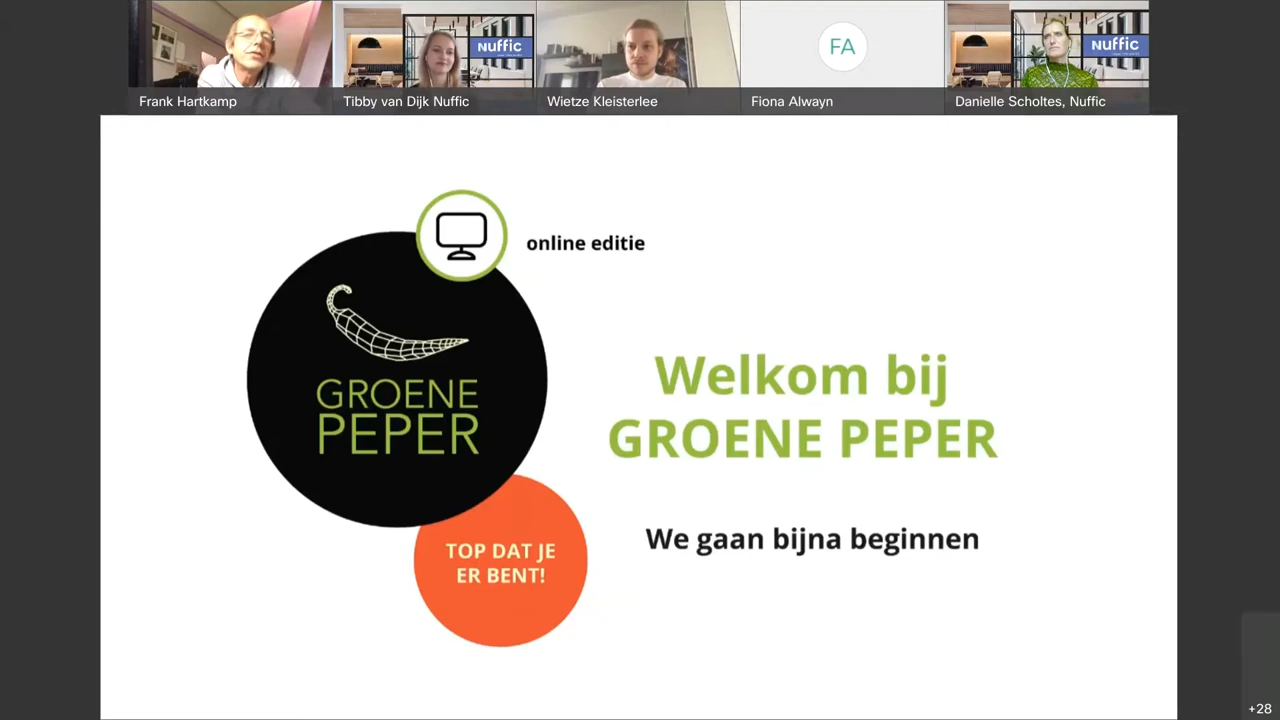 Nuffic
FA
Nuffic
Frank Hartkamp
Tibby van Dijk Nuffic
Wietze Kleisterlee
Fiona Alwayn
Danielle Scholtes, Nuffic
online editie
GROENE
PEPER
Welkom bij
GROENE PEPER
We gaan bijna beginnen
TOP DAT JE
ER BENT!
+28